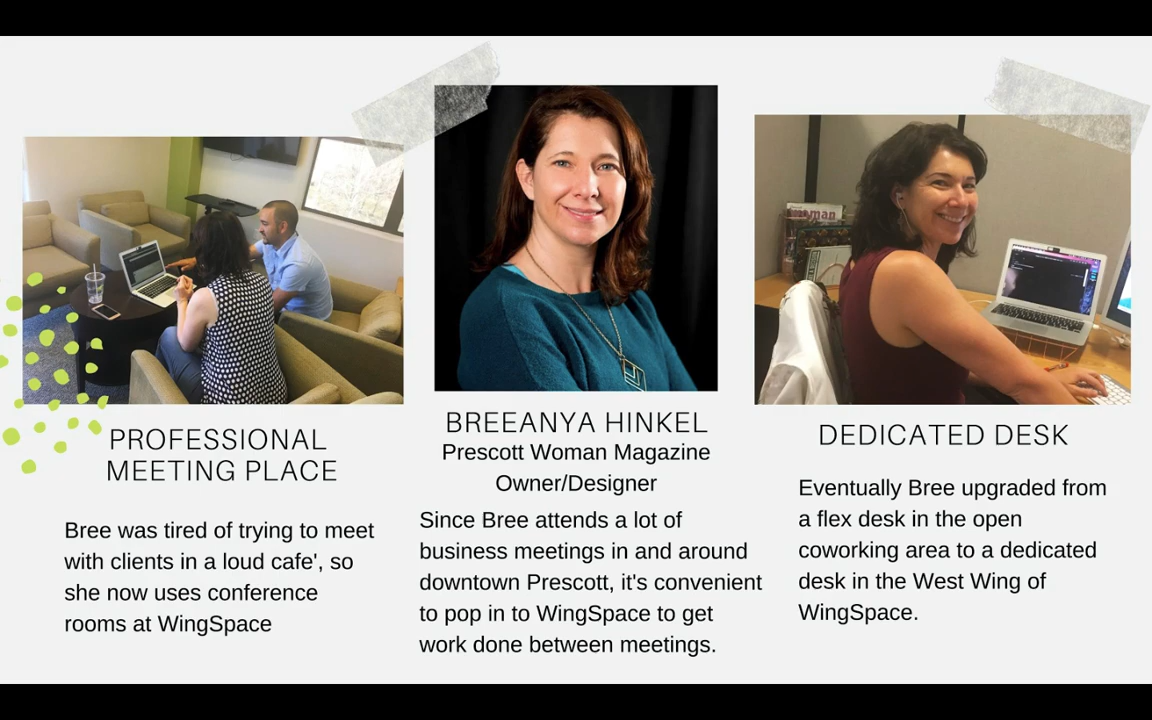 PROFESSIONAL
MEETING PLACE
Bree was tired of trying to meet
with clients in a loud cafe', so
she now uses conference
rooms at WingSpace
BREEANYA HINKEL
Prescott Woman Magazine
Owner/Designer
Since Bree attends a lot of
business meetings in and around
downtown Prescott, it's convenient
to pop in to WingSpace to get
work done between meetings.
woman
DEDICATED DESK
Eventually Bree upgraded from
a flex desk in the open
coworking area to a dedicated
desk in the West Wing of
WingSpace.